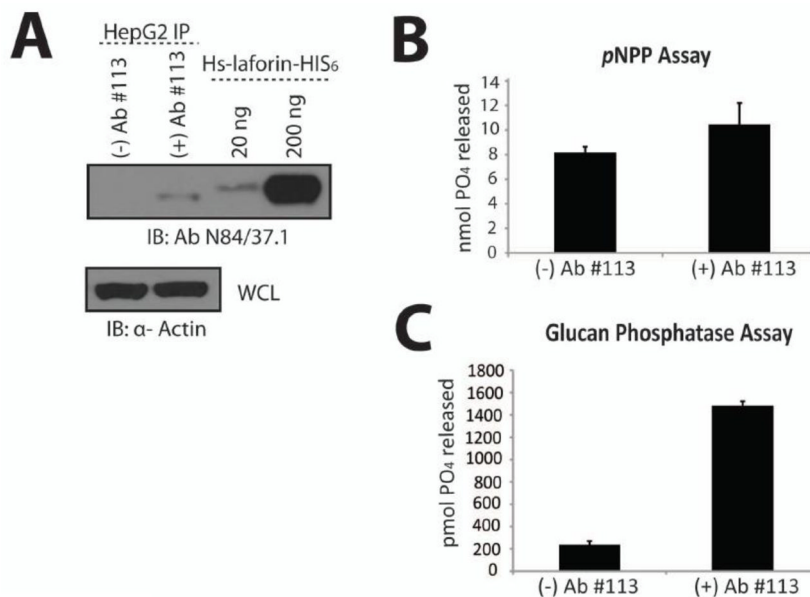 A
HepG2 IP
(-) Ab #113
(+) Ab #113
Hs-laforin-HIS₆
20 ng
200 ng
IB: Ab N84/37.1
WCL
IB: α- Actin
B
pNPP Assay
nmol PO₄ released
14
12
10
8
6
4
2
0
(-) Ab #113
(+) Ab #113
C
Glucan Phosphatase Assay
pmol PO₄ released
1800
1600
1400
1200
1000
800
600
400
200
0
(-) Ab #113
(+) Ab #113